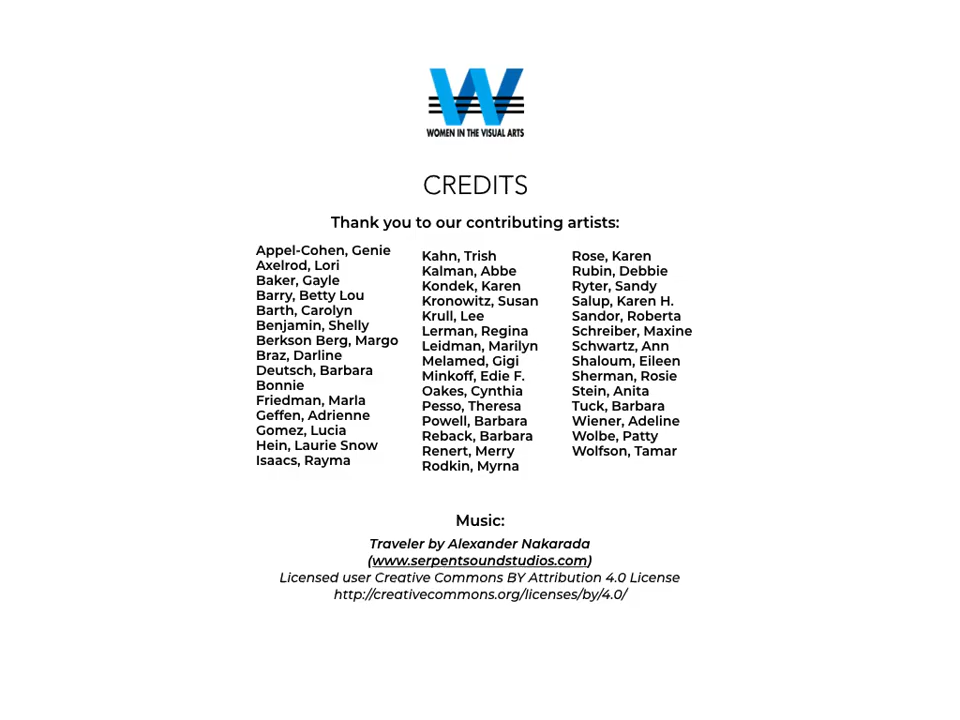 WOMEN IN THE VISUAL ARTS
CREDITS
Thank you to our contributing artists:
Appel-Cohen, Genie
Axelrod, Lori
Baker, Gayle
Barry, Betty Lou
Barth, Carolyn
Benjamin, Shelly
Berkson Berg, Margo
Braz, Darline
Deutsch, Barbara
Bonnie
Friedman, Marla
Geffen, Adrienne
Gomez, Lucia
Hein, Laurie Snow
Isaacs, Rayma
Kahn, Trish
Kalman, Abbe
Kondek, Karen
Kronowitz, Susan
Krull, Lee
Lerman, Regina
Leidman, Marilyn
Melamed, Gigi
Minkoff, Edie F.
Oakes, Cynthia
Pesso, Theresa
Powell, Barbara
Reback, Barbara
Renert, Merry
Rodkin, Myrna
Rose, Karen
Rubin, Debbie
Ryter, Sandy
Salup, Karen H.
Sandor, Roberta
Schreiber, Maxine
Schwartz, Ann
Shaloum, Eileen
Sherman, Rosie
Stein, Anita
Tuck, Barbara
Wiener, Adeline
Wolbe, Patty
Wolfson, Tamar
Music:
Traveler by Alexander Nakarada
(www.serpentsoundstudios.com)
Licensed user Creative Commons BY Attribution 4.0 License
http://creativecommons.org/licenses/by/4.0/